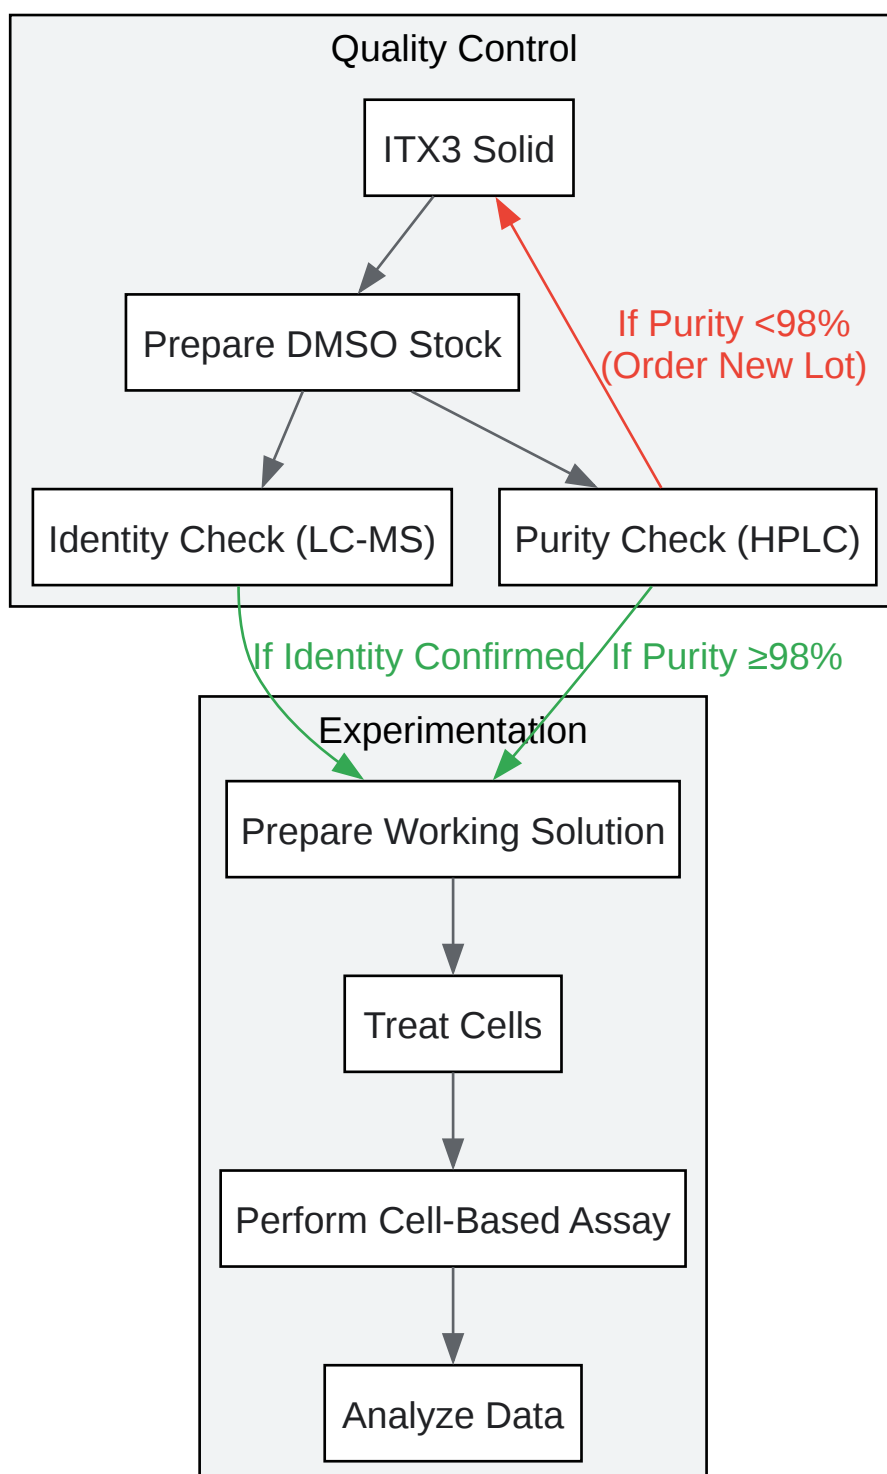 Quality Control
ITX3 Solid
If Purity <98%
(Order New Lot)
Prepare DMSO Stock
Identity Check (LC-MS)
Purity Check (HPLC)
If Identity Confirmed
If Purity ≥98%
Experimentation
Prepare Working Solution
Treat Cells
Perform Cell-Based Assay
Analyze Data